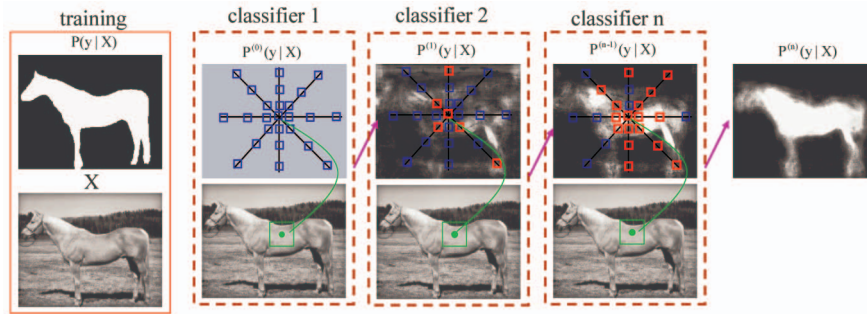 training
classifier 1
classifier 2
classifier n
P(y | X)
P(0)(y | X)
P(1)(y | X)
P(n-1)(y | X)
P(n)(y | X)
X